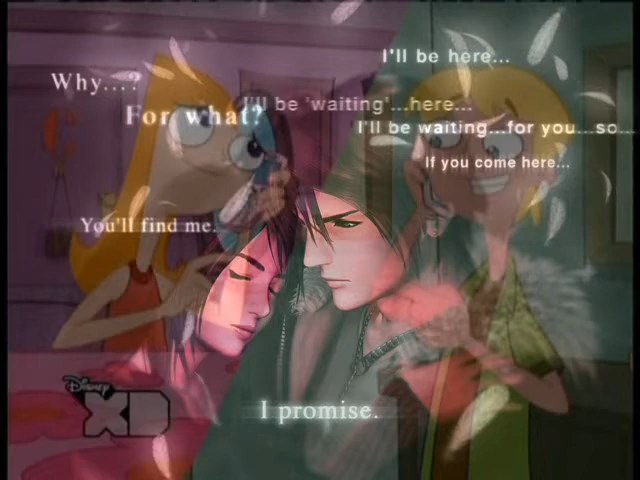 I'll be here...
Why...?
I'll be 'waiting'...here...
For what?
I'll be waiting...for you...so...
If you come here...
You'll find me.
Disney
XD
I promise.